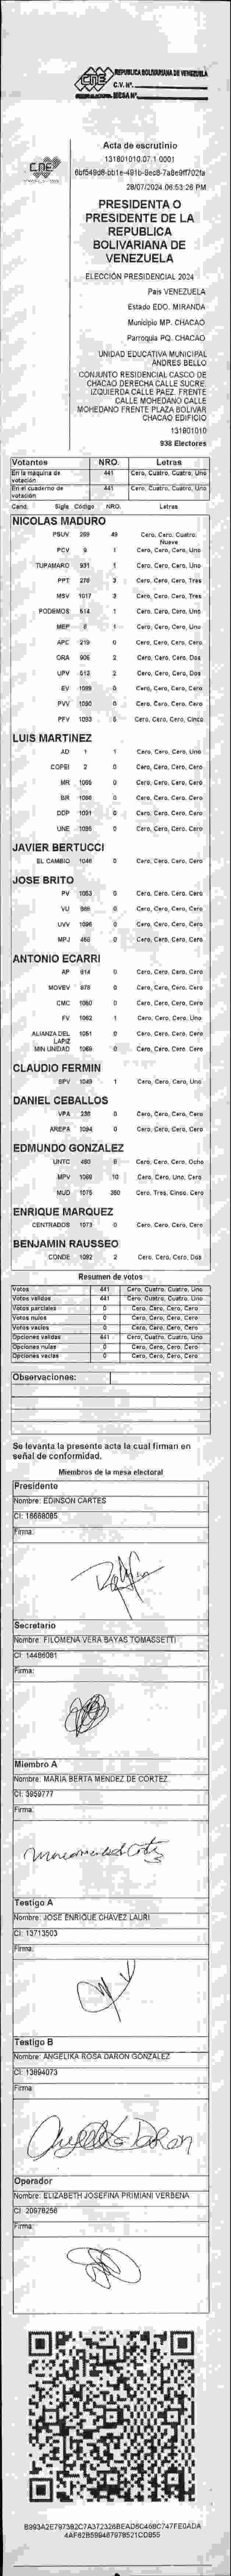 REPUBLICA BOLIVARIANA DE VENEZUELA
CNE
C.V. Nº.
MESA Nº
Acta de escrutinio
131801010.07.1.0001
28/07/2024 06:53:26 PM
PRESIDENTA O
PRESIDENTE DE LA
REPUBLICA
BOLIVARIANA DE
VENEZUELA
ELECCIÓN PRESIDENCIAL 2024
País VENEZUELA
Estado EDO. MIRANDA
Municipio MP. CHACAO
Parroquia PQ. CHACAO
UNIDAD EDUCATIVA MUNICIPAL
ANDRES BELLO
CONJUNTO RESIDENCIAL CASCO DE
CHACAO DERECHA CALLE SUCRE.
IZQUIERDA CALLE PAEZ. FRENTE
CALLE MOHEDANO CALLE
MOHEDANO FRENTE PLAZA BOLIVAR
CHACAO EDIFICIO
131801010
938 Electores
Votantes NRO. Letras
En la máquina de votación 441 Cero, Cuatro, Cuatro, Uno
En el cuaderno de votación 441 Cero, Cuatro, Cuatro, Uno
Cand. Sigla Código NRO. Letras
NICOLAS MADURO
PSUV 269 49 Cero, Cero, Cuatro,
Nueve
PCV 9 1 Cero, Cero, Cero, Uno
TUPAMARO 931 1 Cero, Cero, Cero, Uno
PPT 278 3 Cero, Cero, Cero, Tres
MSV 1017 3 Cero, Cero, Cero, Tres
PODEMOS 514 1 Cero, Cero, Cero, Uno
MEP 1 Cero, Cero, Cero, Uno
APC 219 0 Cero, Cero, Cero, Cero
ORA 906 2 Cero, Cero, Cero, Dos
UPV 512 2 Cero, Cero, Cero, Dos
EV 1089 0 Cero, Cero, Cero, Cero
PVV 1090 0 Cero, Cero, Cero, Cero
PFV 1093 5 Cero, Cero, Cero, Cinco
LUIS MARTINEZ
AD 1 1 Cero, Cero, Cero, Uno
COPEI 2 0 Cero, Cero, Cero, Cero
MR 1065 0 Cero, Cero, Cero, Cero
BR 1066 0 Cero, Cero, Cero, Cero
DDP 1091 0 Cero, Cero, Cero, Cero
UNE 1095 0 Cero, Cero, Cero, Cero
JAVIER BERTUCCI
EL CAMBIO 1046 0 Cero, Cero, Cero, Cero
JOSE BRITO
PV 1053 0 Cero, Cero, Cero, Cero
VU 0 Cero, Cero, Cero, Cero
UVV 1096 0 Cero, Cero, Cero, Cero
MPJ 455 0 Cero, Cero, Cero, Cero
ANTONIO ECARRI
AP 914 0 Cero, Cero, Cero, Cero
MOVEV 978 0 Cero, Cero, Cero, Cero
CMC 1060 0 Cero, Cero, Cero, Cero
FV 1062 1 Cero, Cero, Cero, Uno
ALIANZA DEL LAPIZ 1051 0 Cero, Cero, Cero, Cero
MIN UNIDAD 1069 0 Cero, Cero, Cero, Cero
CLAUDIO FERMIN
SPV 1049 1 Cero, Cero, Cero, Uno
DANIEL CEBALLOS
VPA 230 0 Cero, Cero, Cero, Cero
AREPA 1094 0 Cero, Cero, Cero, Cero
EDMUNDO GONZALEZ
UNTC 480 8 Cero, Cero, Cero, Ocho
MPV 1068 10 Cero, Cero, Uno, Cero
MUD 1075 350 Cero, Tres, Cinco, Cero
ENRIQUE MARQUEZ
CENTRADOS 1073 0 Cero, Cero, Cero, Cero
BENJAMIN RAUSSEO
CONDE 1092 2 Cero, Cero, Cero, Dos
Resumen de votos
Votos 441 Cero, Cuatro, Cuatro, Uno
Votos validos 441 Cero, Cuatro, Cuatro, Uno
Votos parciales 0 Cero, Cero, Cero, Cero
Votos nulos 0 Cero, Cero, Cero, Cero
Votos vacios 0 Cero, Cero, Cero, Cero
Opciones validas 441 Cero, Cuatro, Cuatro, Uno
Opciones nulas 0 Cero, Cero, Cero, Cero
Opciones vacias 0 Cero, Cero, Cero, Cero
Observaciones:
Se levanta la presente acta la cual firman en
señal de conformidad.
Miembros de la mesa electoral
Presidente
Nombre: EDINSON CARTES
CI: 18668085
Firma:
Secretario
Nombre: FILOMENA VERA BAYAS TOMASSETTI
CI: 14486081
Firma:
Miembro A
Nombre: MARIA BERTA MENDEZ DE CORTEZ
CI: 3959777
Firma:
Testigo A
Nombre: JOSE ENRIQUE CHAVEZ LAURI
CI: 13713503
Firma:
Testigo B
Nombre: ANGELIKA ROSA DARON GONZALEZ
CI: 13894073
Firma:
Operador
Nombre: ELIZABETH JOSEFINA PRIMIANI VERBENA
CI: 20978256
Firma: